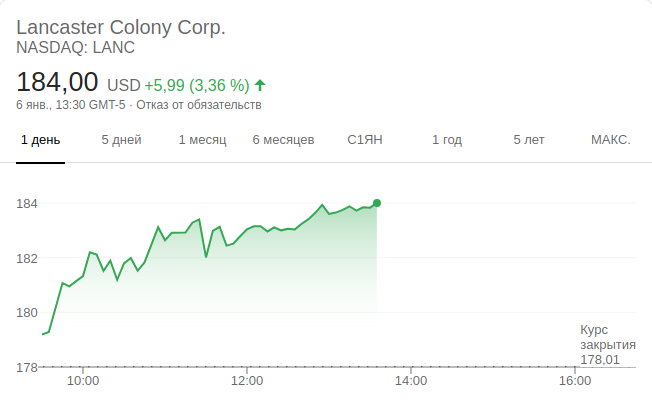 Lancaster Colony Corp.
NASDAQ: LANC
184,00 USD +5,99 (3,36 %)
6 янв., 13:30 GMT-5 · Отказ от обязательств
1 день 5 дней 1 месяц 6 месяцев С1ЯН 1 год 5 лет МАКС.
184
182
180
Курс
закрытия
178,01
178
10:00 12:00 14:00 16:00